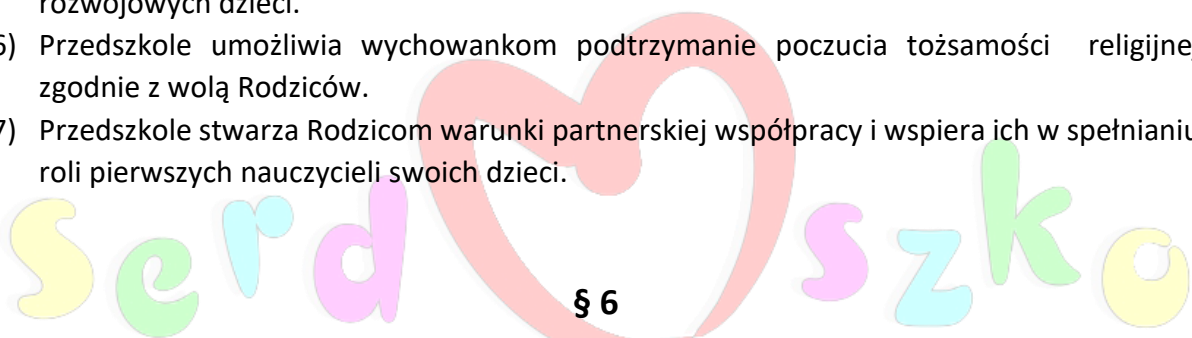 rozwojowych dzieci.
6) Przedszkole umożliwia wychowankom podtrzymanie poczucia tożsamości religijnej
zgodnie z wolą Rodziców.
7) Przedszkole stwarza Rodzicom warunki partnerskiej współpracy i wspiera ich w spełnianiu
roli pierwszych nauczycieli swoich dzieci.
Serd szko
§ 6